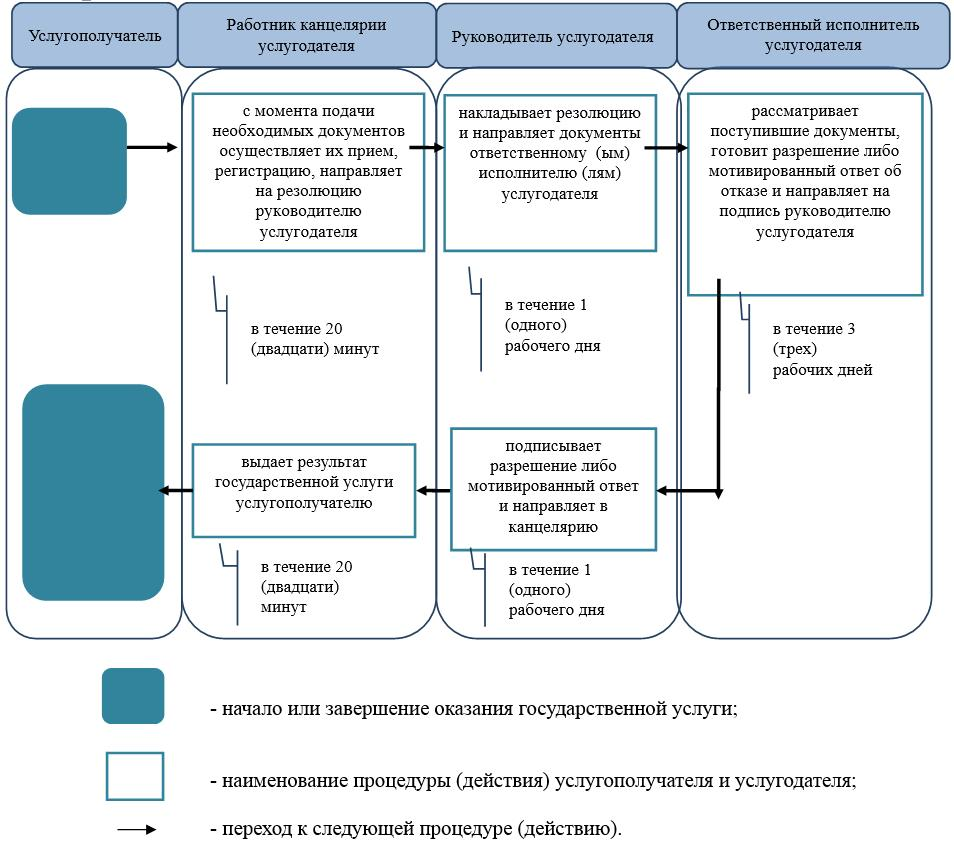 Услугополучатель
Работник канцелярии
услугодателя
Руководитель услугодателя
Ответственный исполнитель
услугодателя
с момента подачи
необходимых документов
осуществляет их прием,
регистрацию, направляет
на резолюцию
руководителю
услугодателя
накладывает резолюцию
и направляет документы
ответственному (ым)
исполнителю (лям)
услугодателя
рассматривает
поступившие документы,
готовит разрешение либо
мотивированный ответ об
отказе и направляет на
подпись руководителю
услугодателя
в течение 20
(двадцати) минут
в течение 1
(одного)
рабочего дня
в течение 3
(трех)
рабочих дней
выдает результат
государственной услуги
услугополучателю
подписывает
разрешение либо
мотивированный ответ
и направляет в
канцелярию
в течение 20
(двадцати)
минут
в течение 1
(одного)
рабочего дня
- начало или завершение оказания государственной услуги;
- наименование процедуры (действия) услугополучателя и услугодателя;
- переход к следующей процедуре (действию).